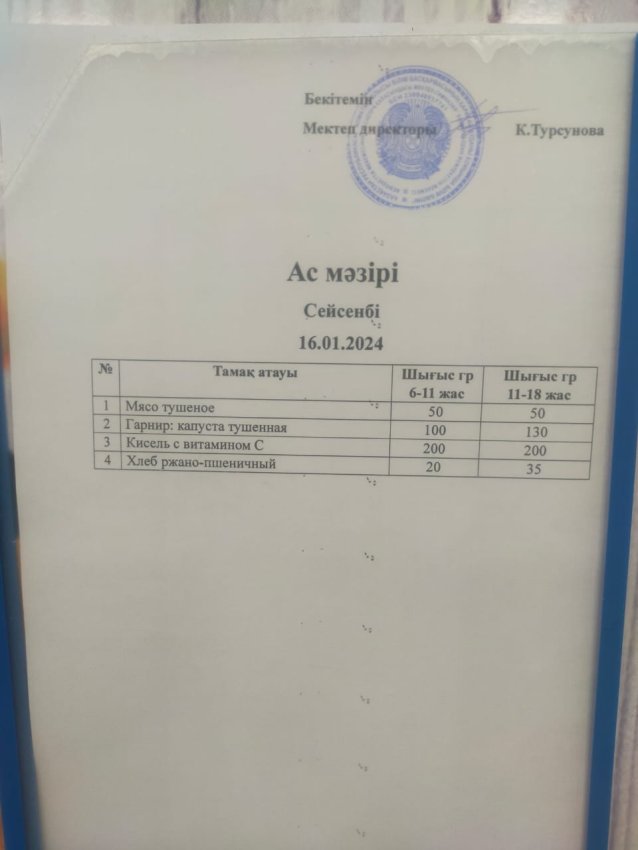 Бекітемін
Мектеп директоры К.Турсунова
Ас мәзірі
Сейсенбі
16.01.2024
№ Тамақ атауы Шығыс гр 6-11 жас Шығыс гр 11-18 жас
1 Мясо тушеное 50 50
2 Гарнир: капуста тушенная 100 130
3 Кисель с витамином С 200 200
4 Хлеб ржано-пшеничный 20 35